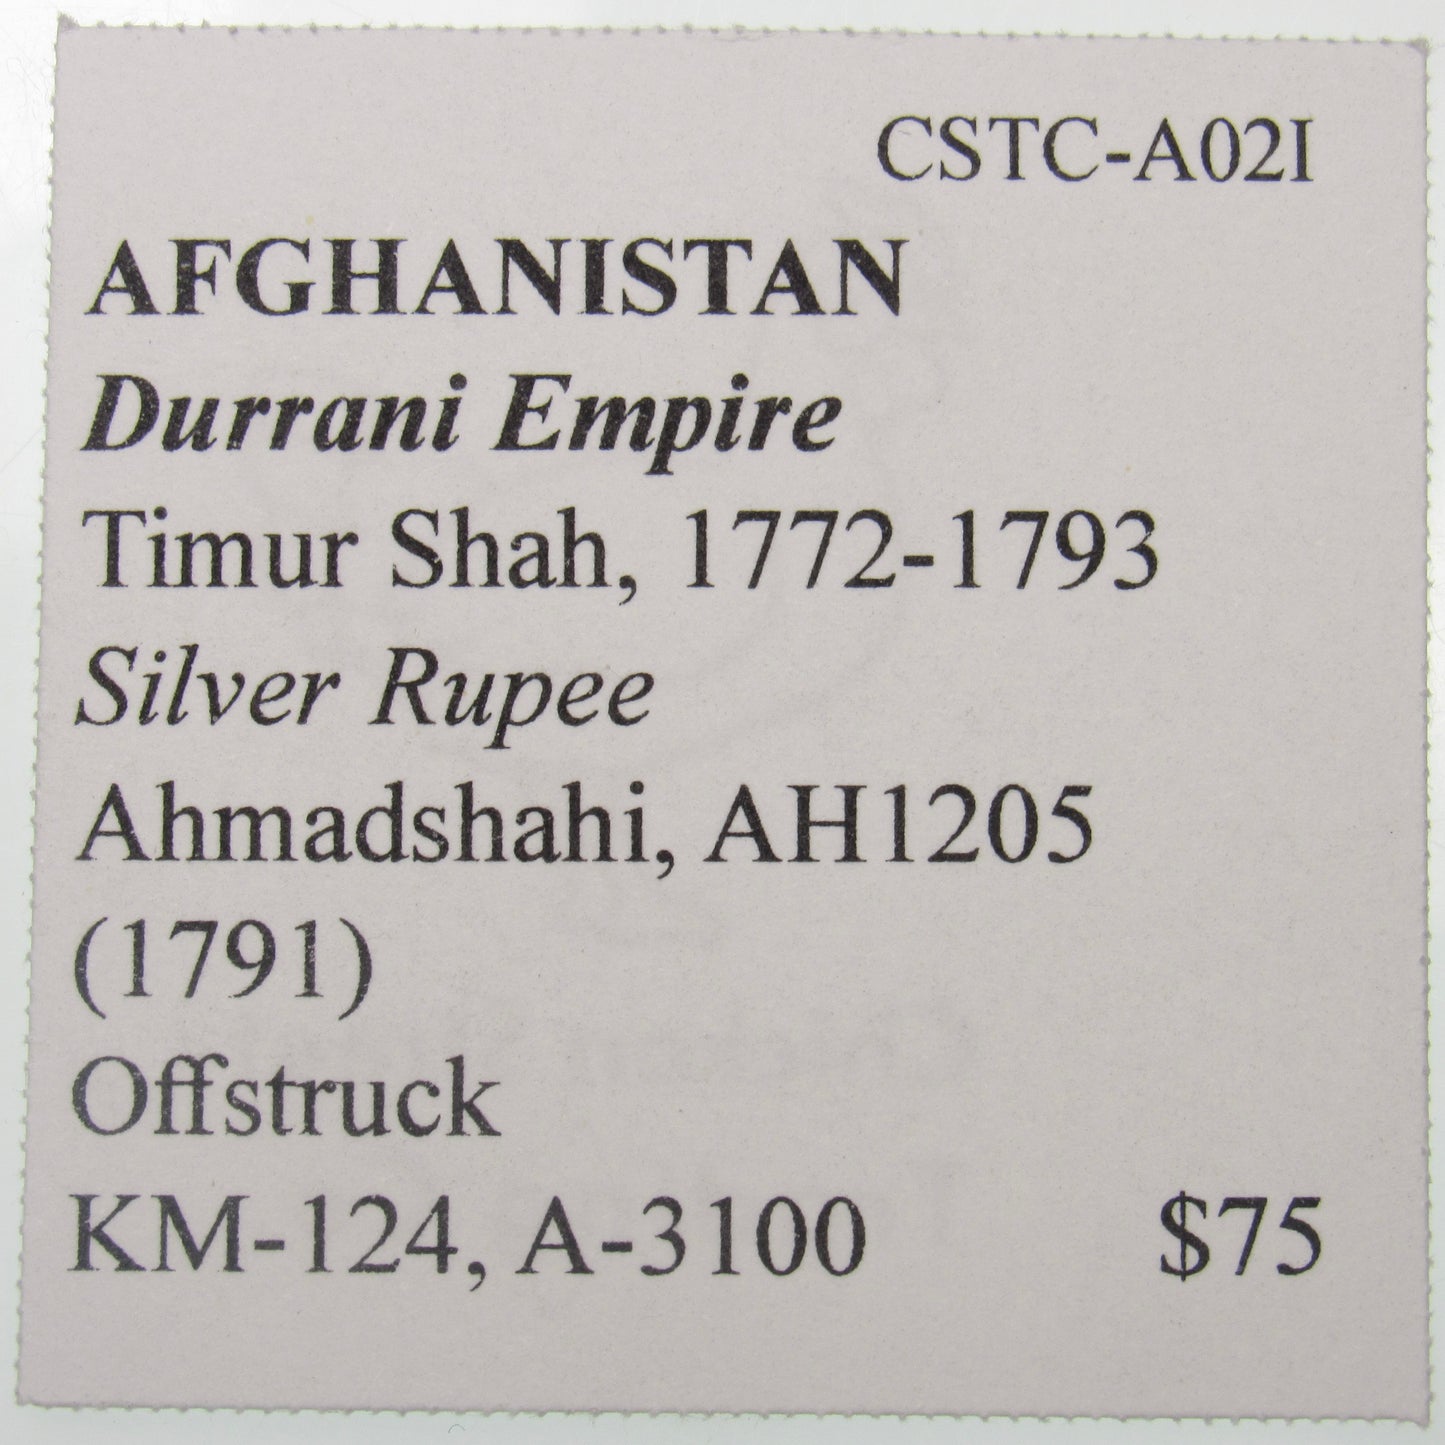 CSTC-A02I
AFGHANISTAN
Durrani Empire
Timur Shah, 1772-1793
Silver Rupee
Ahmadshahi, AH1205
(1791)
Offstruck
KM-124, A-3100 $75